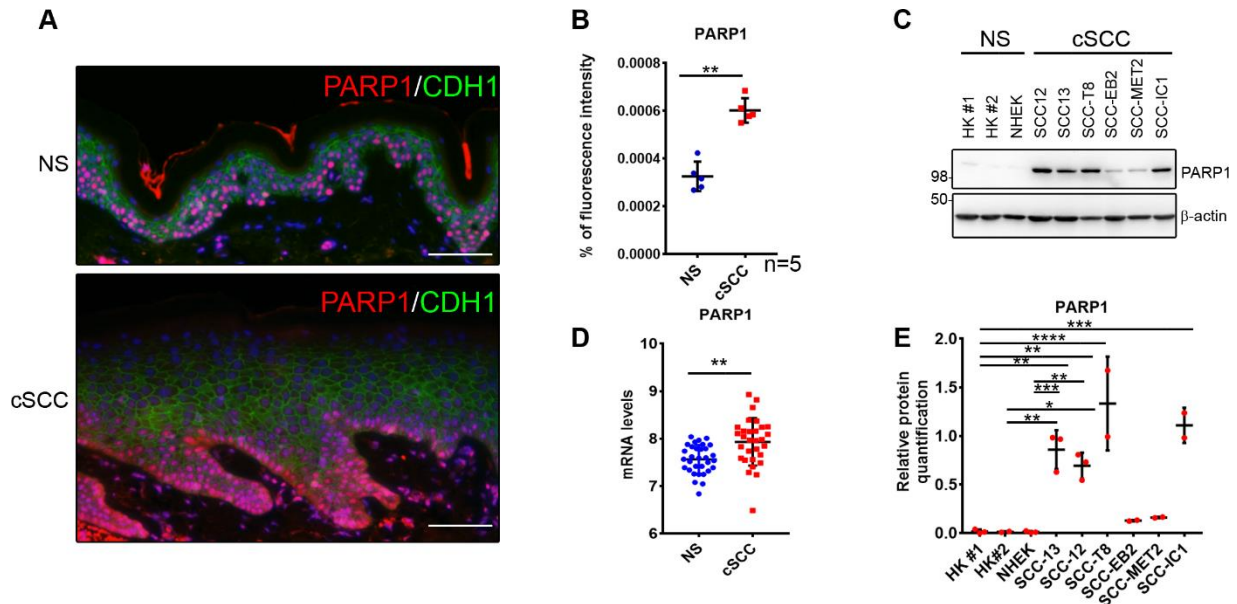 A
PARP1/CDH1
NS
PARP1/CDH1
cSCC
B
PARP1
**
% of fluorescence intensity
0.0008
0.0006
0.0004
0.0002
0.0000
NS
cSCC
n=5
C
NS
cSCC
HK #1
HK #2
NHEK
SCC12
SCC13
SCC-T8
SCC-EB2
SCC-MET2
SCC-IC1
98
PARP1
50
β-actin
D
PARP1
**
mRNA levels
10
9
8
7
6
NS
cSCC
E
PARP1
***
****
**
**
**
***
*
**
Relative protein
quantification
2.0
1.5
1.0
0.5
0.0
HK #1
HK#2
NHEK
SCC-13
SCC-12
SCC-T8
SCC-EB2
SCC-MET2
SCC-IC1